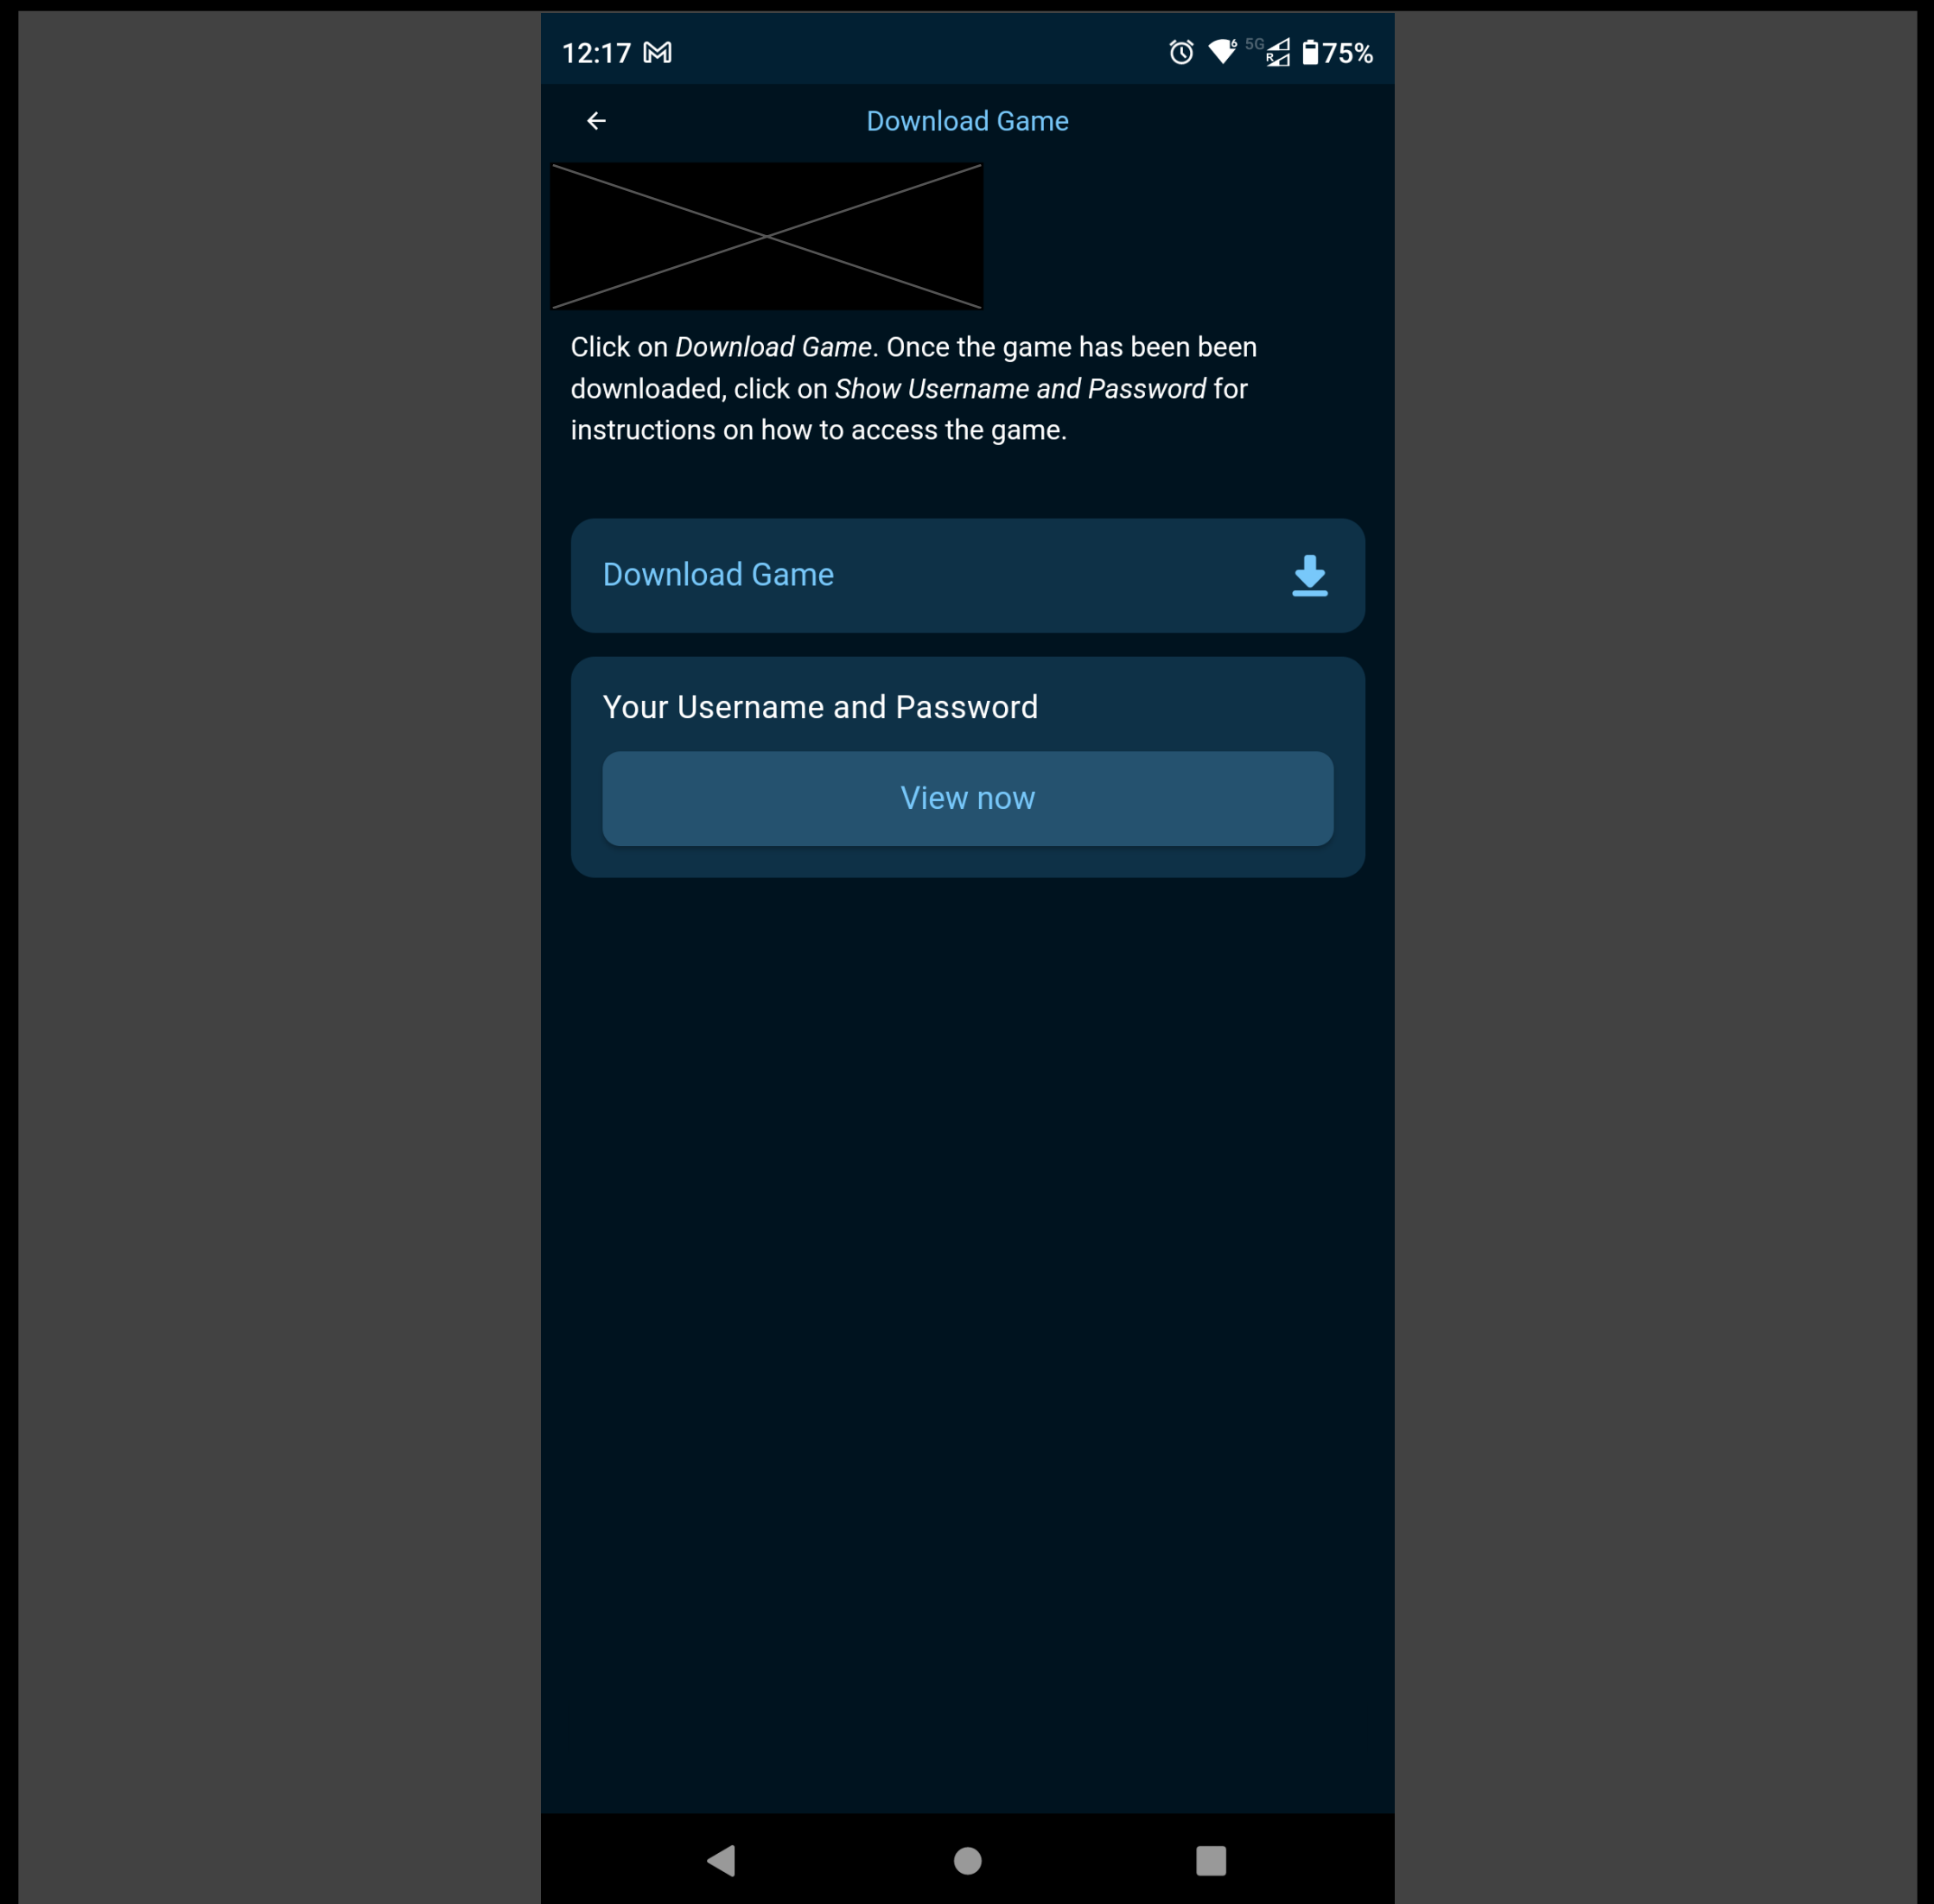 12:17 6 5G R 75%
Download Game
Click on Download Game. Once the game has been been
downloaded, click on Show Username and Password for
instructions on how to access the game.
Download Game
Your Username and Password
View now